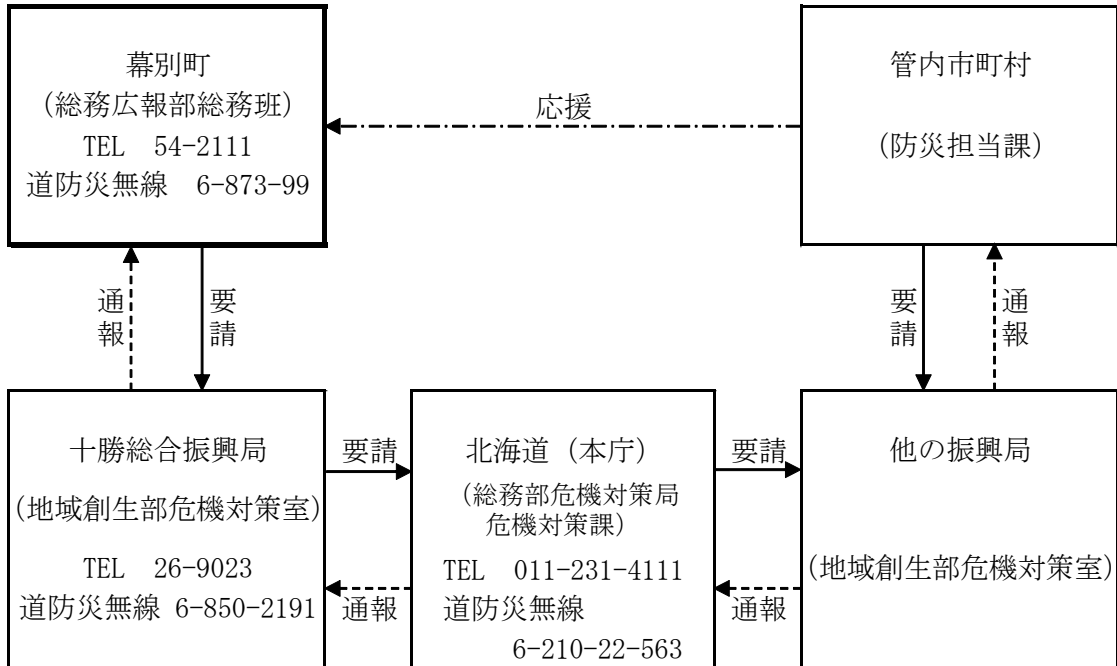 幕別町
(総務広報部総務班)
TEL 54-2111
道防災無線 6-873-99
応援
管内市町村
(防災担当課)
通報
要請
要請
通報
十勝総合振興局
(地域創生部危機対策室)
TEL 26-9023
道防災無線 6-850-2191
要請
通報
北海道（本庁）
(総務部危機対策局
危機対策課)
TEL 011-231-4111
道防災無線
6-210-22-563
要請
通報
他の振興局
(地域創生部危機対策室)